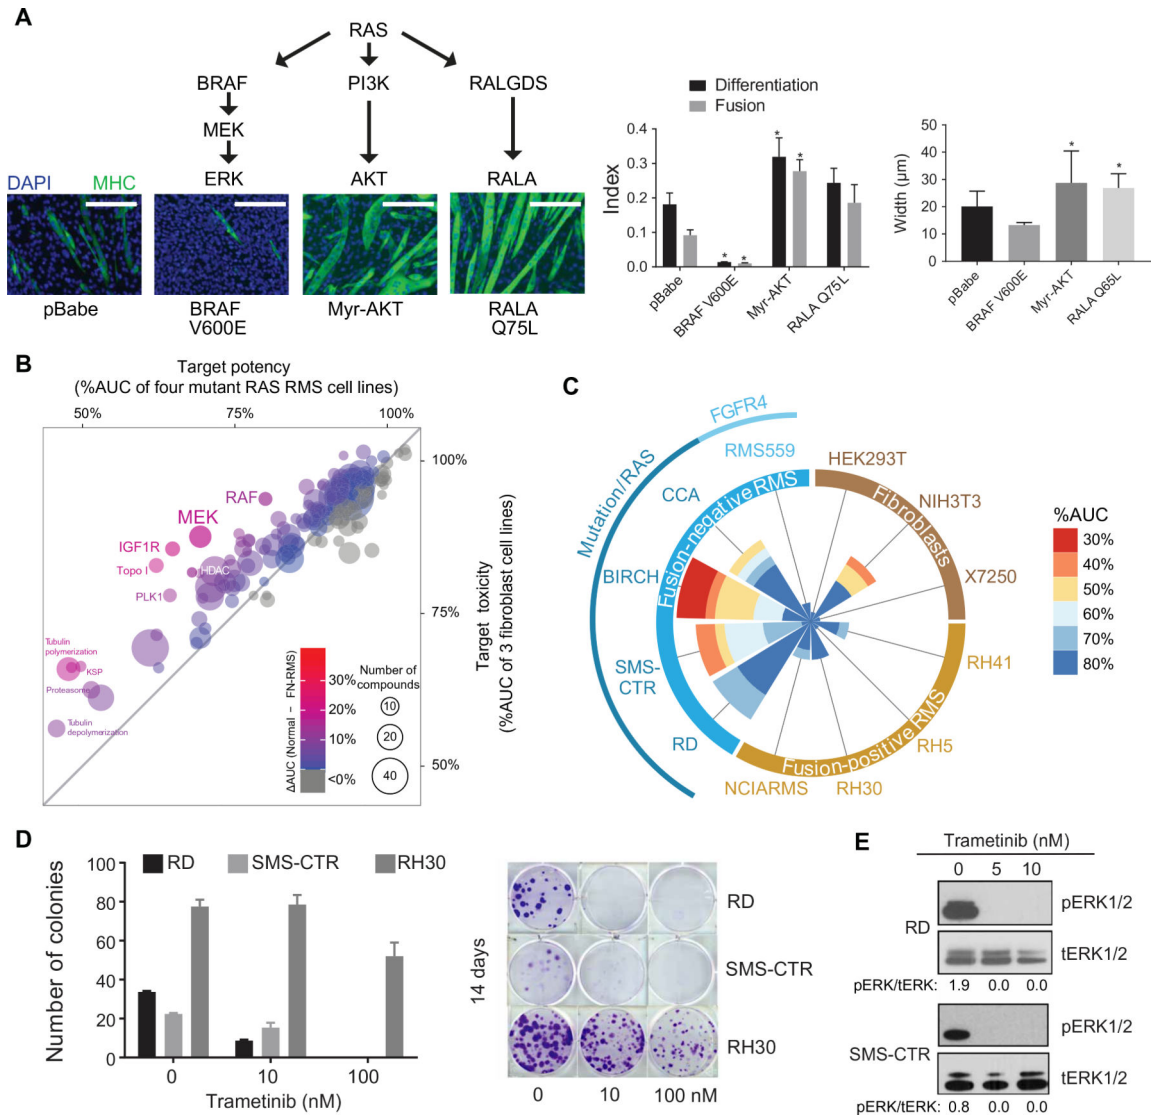 A
RAS
BRAF
PI3K
RALGDS
MEK
ERK
AKT
RALA
DAPI
MHC
pBabe
BRAF
V600E
Myr-AKT
RALA
Q75L
Differentiation
Fusion
Index
0.4
0.3
0.2
0.1
0.0
*
*
*
*
pBabe
BRAF V600E
Myr-AKT
RALA Q75L
Width (µm)
50
40
30
20
10
0
*
*
pBabe
BRAF V600E
Myr-AKT
RALA Q65L
B
Target potency
(%AUC of four mutant RAS RMS cell lines)
50%
75%
100%
100%
75%
50%
Target toxicity
(%AUC of 3 fibroblast cell lines)
RAF
MEK
IGF1R
Topo I
HDAC
PLK1
Tubulin
polymerization
KSP
Proteasome
Tubulin
depolymerization
ΔAUC (Normal – FN-RMS)
30%
20%
10%
<0%
Number of
compounds
10
20
40
C
FGFR4
Mutation/RAS
RMS559
HEK293T
CCA
NIH3T3
BIRCH
X7250
SMS-
CTR
RH41
RD
RH5
NCIARMS
RH30
Fusion-negative RMS
Fibroblasts
Fusion-positive RMS
%AUC
30%
40%
50%
60%
70%
80%
D
RD
SMS-CTR
RH30
Number of colonies
100
80
60
40
20
0
0
10
100
Trametinib (nM)
14 days
RD
SMS-CTR
RH30
0
10
100 nM
E
Trametinib (nM)
0 5 10
RD
pERK1/2
tERK1/2
pERK/tERK: 1.9 0.0 0.0
SMS-CTR
pERK1/2
tERK1/2
pERK/tERK: 0.8 0.0 0.0